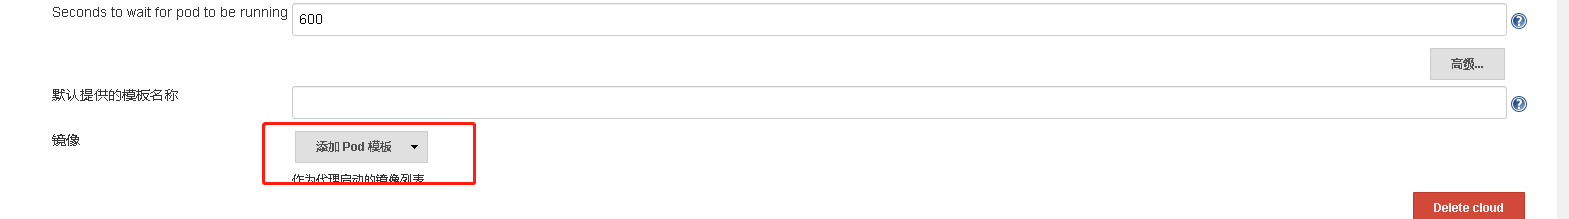 Seconds to wait for pod to be running
600
高级...
默认提供的模板名称
镜像
添加 Pod 模板
作为代理启动的镜像列表
Delete cloud